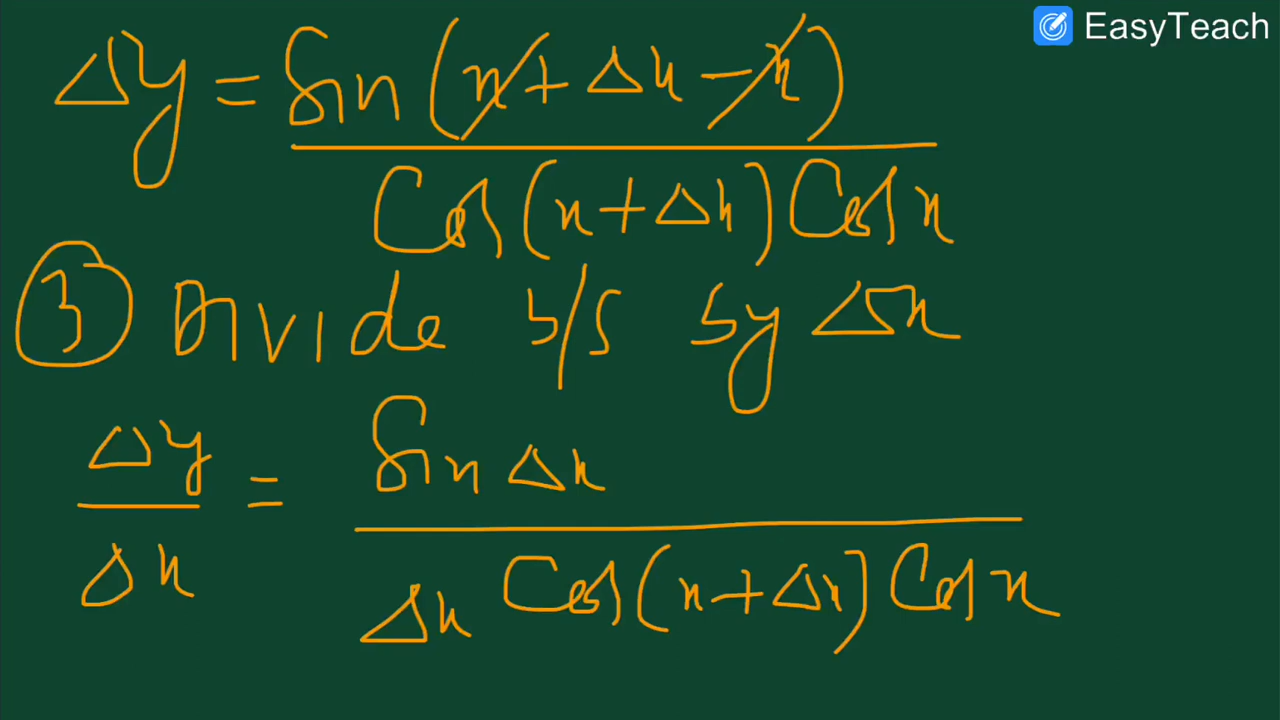 EasyTeach
Δy = Sin(x + Δx - x)
Cos(x + Δx) Cos x
3 Divide b/s by Δx
Δy = Sin Δx
Δx Δx Cos(x + Δx) Cos x